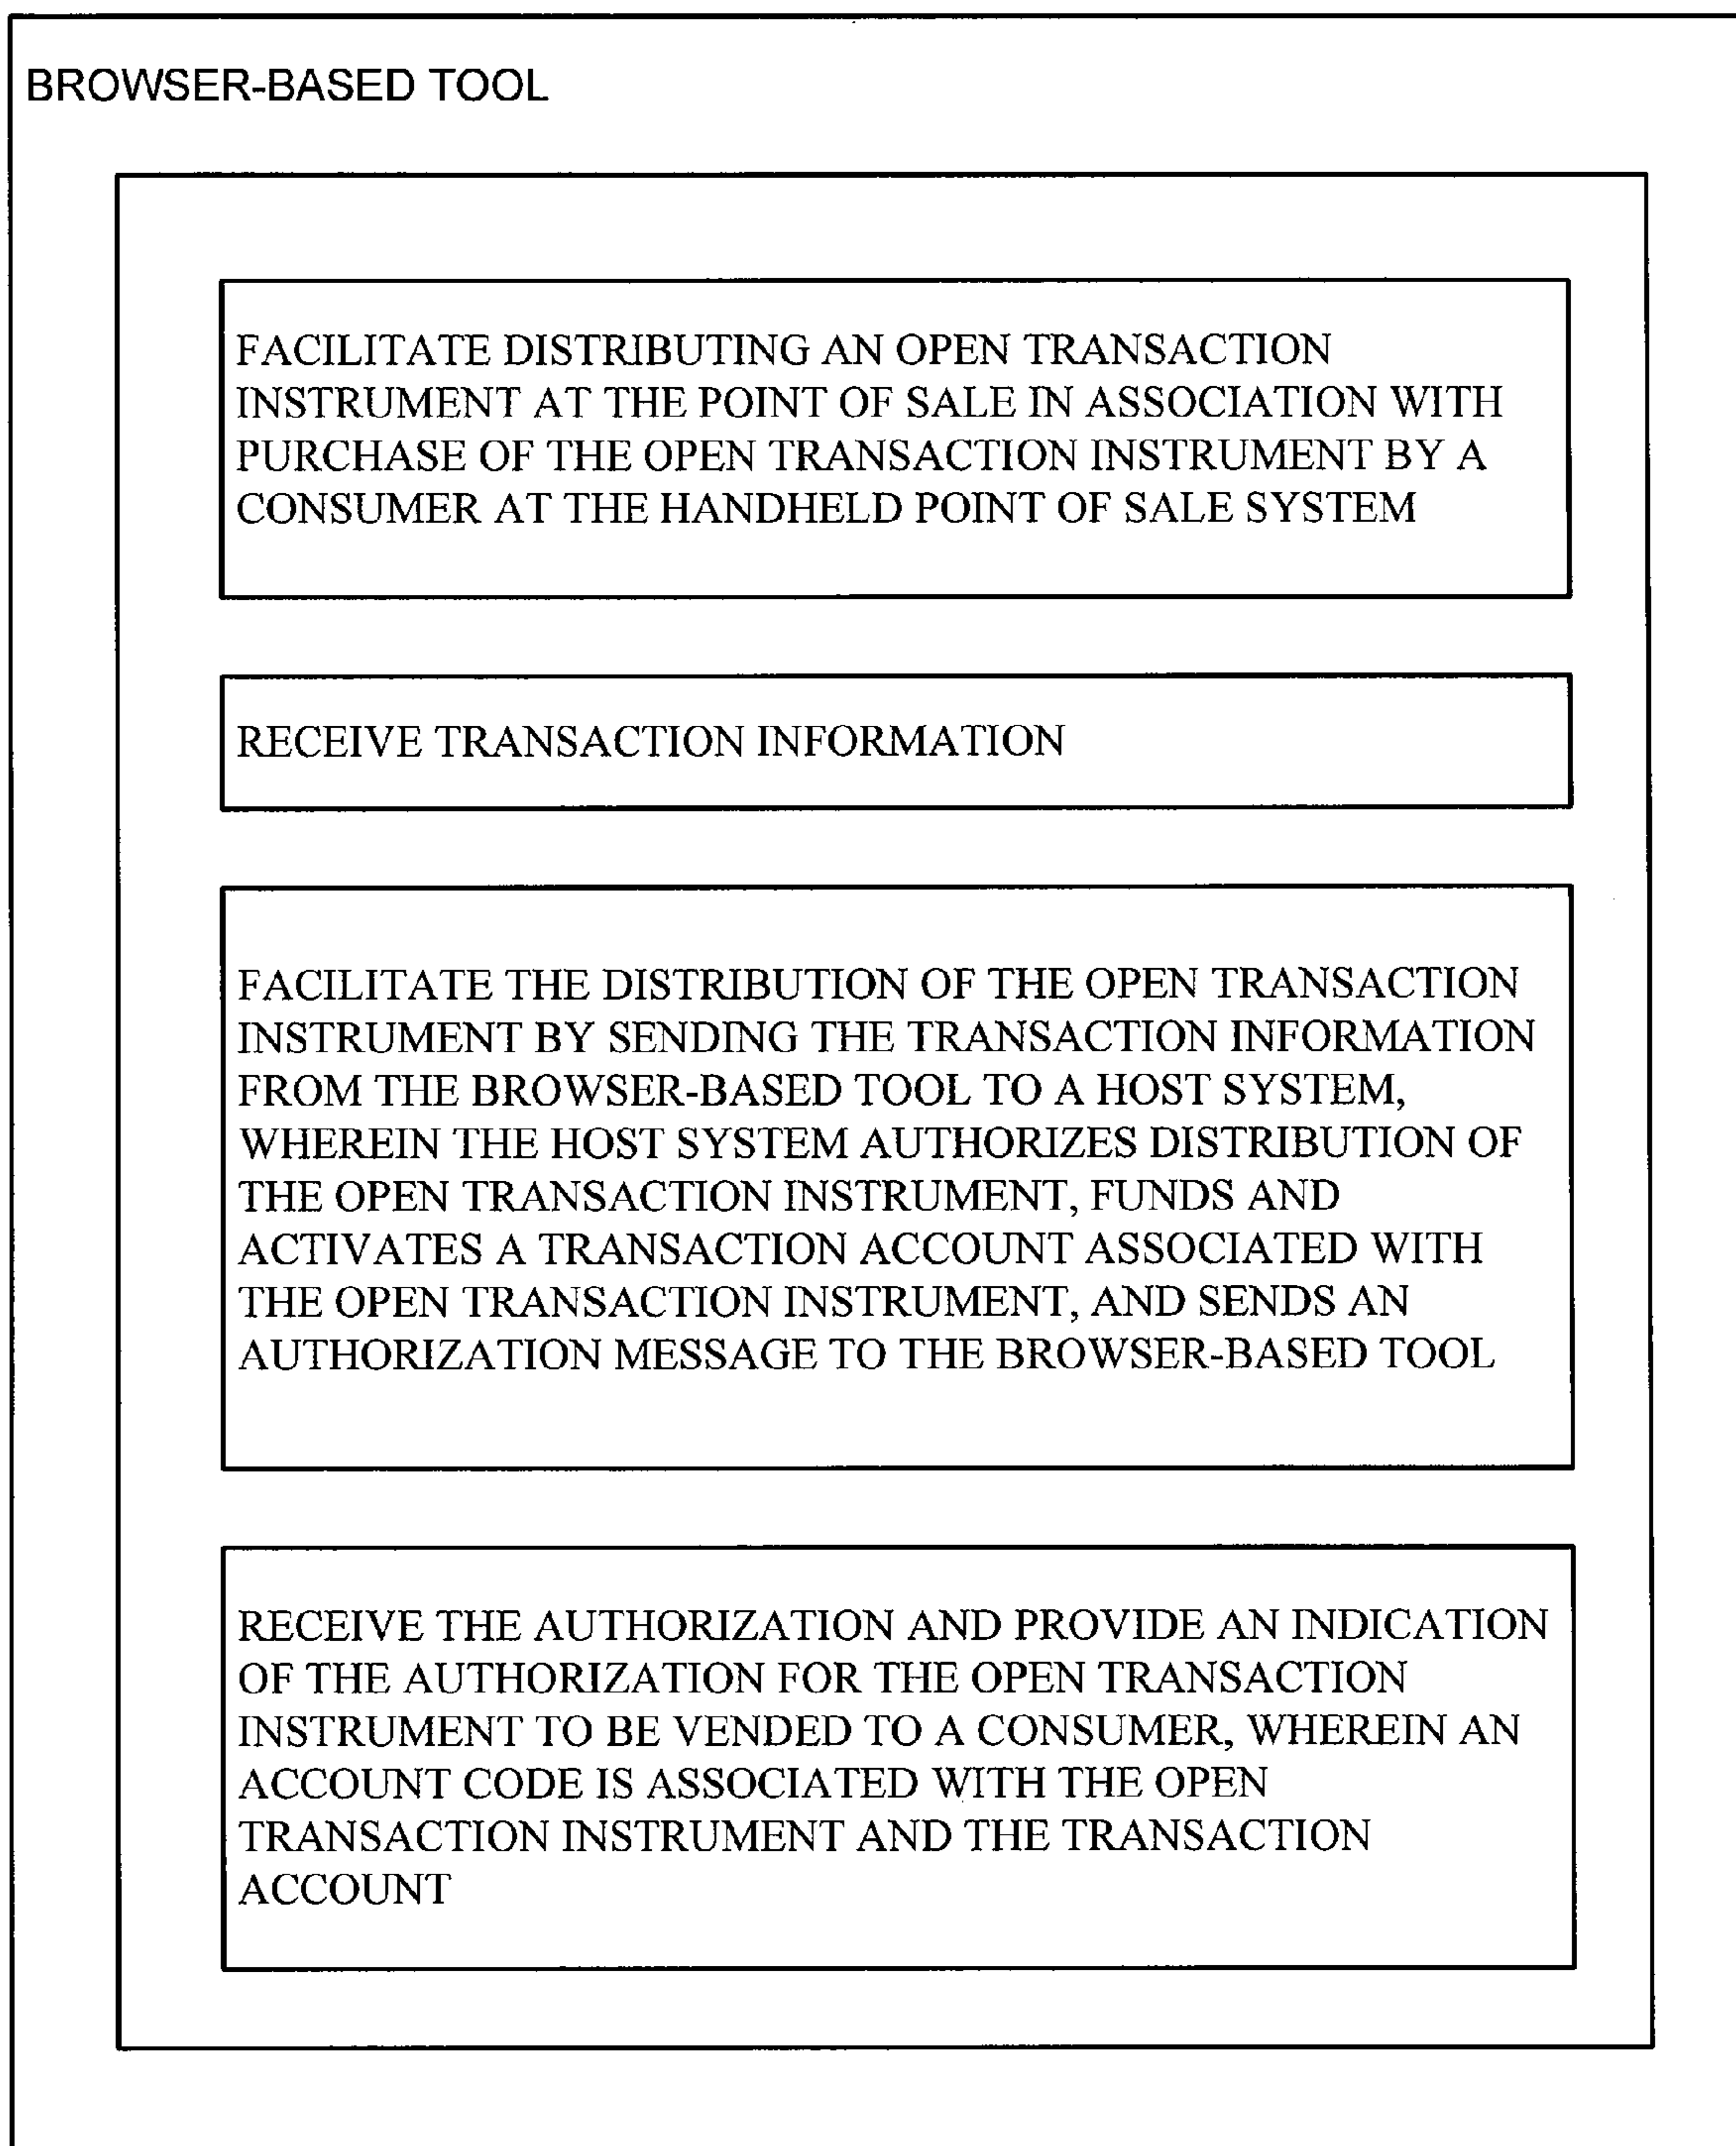 BROWSER-BASED TOOL
FACILITATE DISTRIBUTING AN OPEN TRANSACTION
INSTRUMENT AT THE POINT OF SALE IN ASSOCIATION WITH
PURCHASE OF THE OPEN TRANSACTION INSTRUMENT BY A
CONSUMER AT THE HANDHELD POINT OF SALE SYSTEM
RECEIVE TRANSACTION INFORMATION
FACILITATE THE DISTRIBUTION OF THE OPEN TRANSACTION
INSTRUMENT BY SENDING THE TRANSACTION INFORMATION
FROM THE BROWSER-BASED TOOL TO A HOST SYSTEM,
WHEREIN THE HOST SYSTEM AUTHORIZES DISTRIBUTION OF
THE OPEN TRANSACTION INSTRUMENT, FUNDS AND
ACTIVATES A TRANSACTION ACCOUNT ASSOCIATED WITH
THE OPEN TRANSACTION INSTRUMENT, AND SENDS AN
AUTHORIZATION MESSAGE TO THE BROWSER-BASED TOOL
RECEIVE THE AUTHORIZATION AND PROVIDE AN INDICATION
OF THE AUTHORIZATION FOR THE OPEN TRANSACTION
INSTRUMENT TO BE VENDED TO A CONSUMER, WHEREIN AN
ACCOUNT CODE IS ASSOCIATED WITH THE OPEN
TRANSACTION INSTRUMENT AND THE TRANSACTION
ACCOUNT